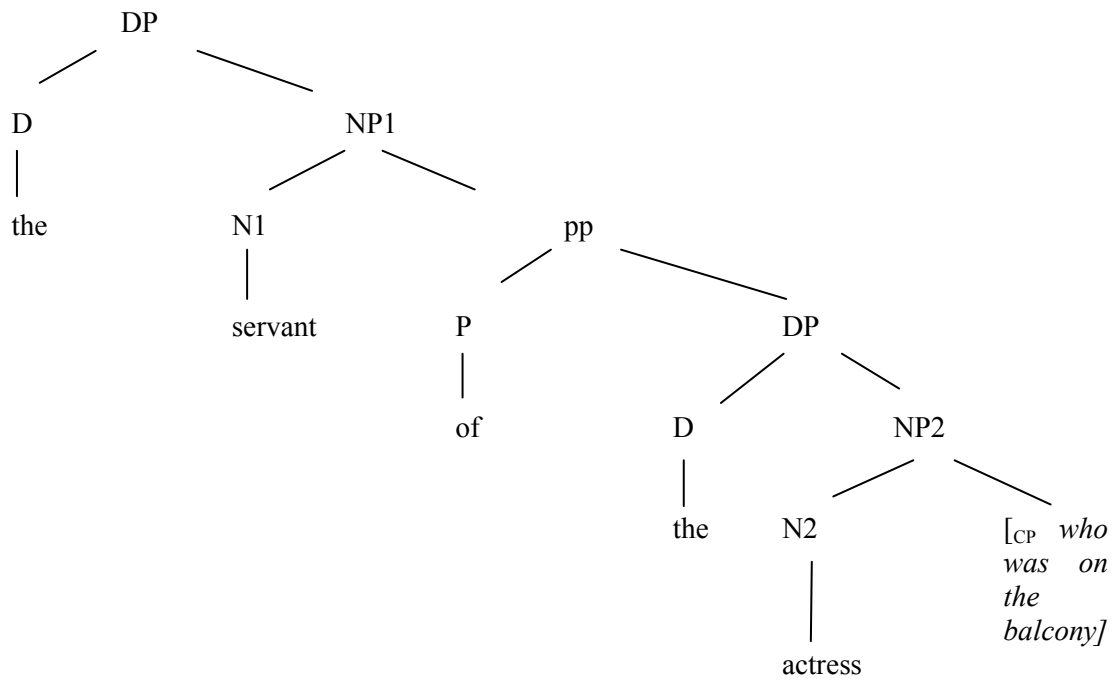 DP
D NP1
the N1 pp
servant P DP
of D NP2
the N2 [CP who
was on
the
balcony]
actress